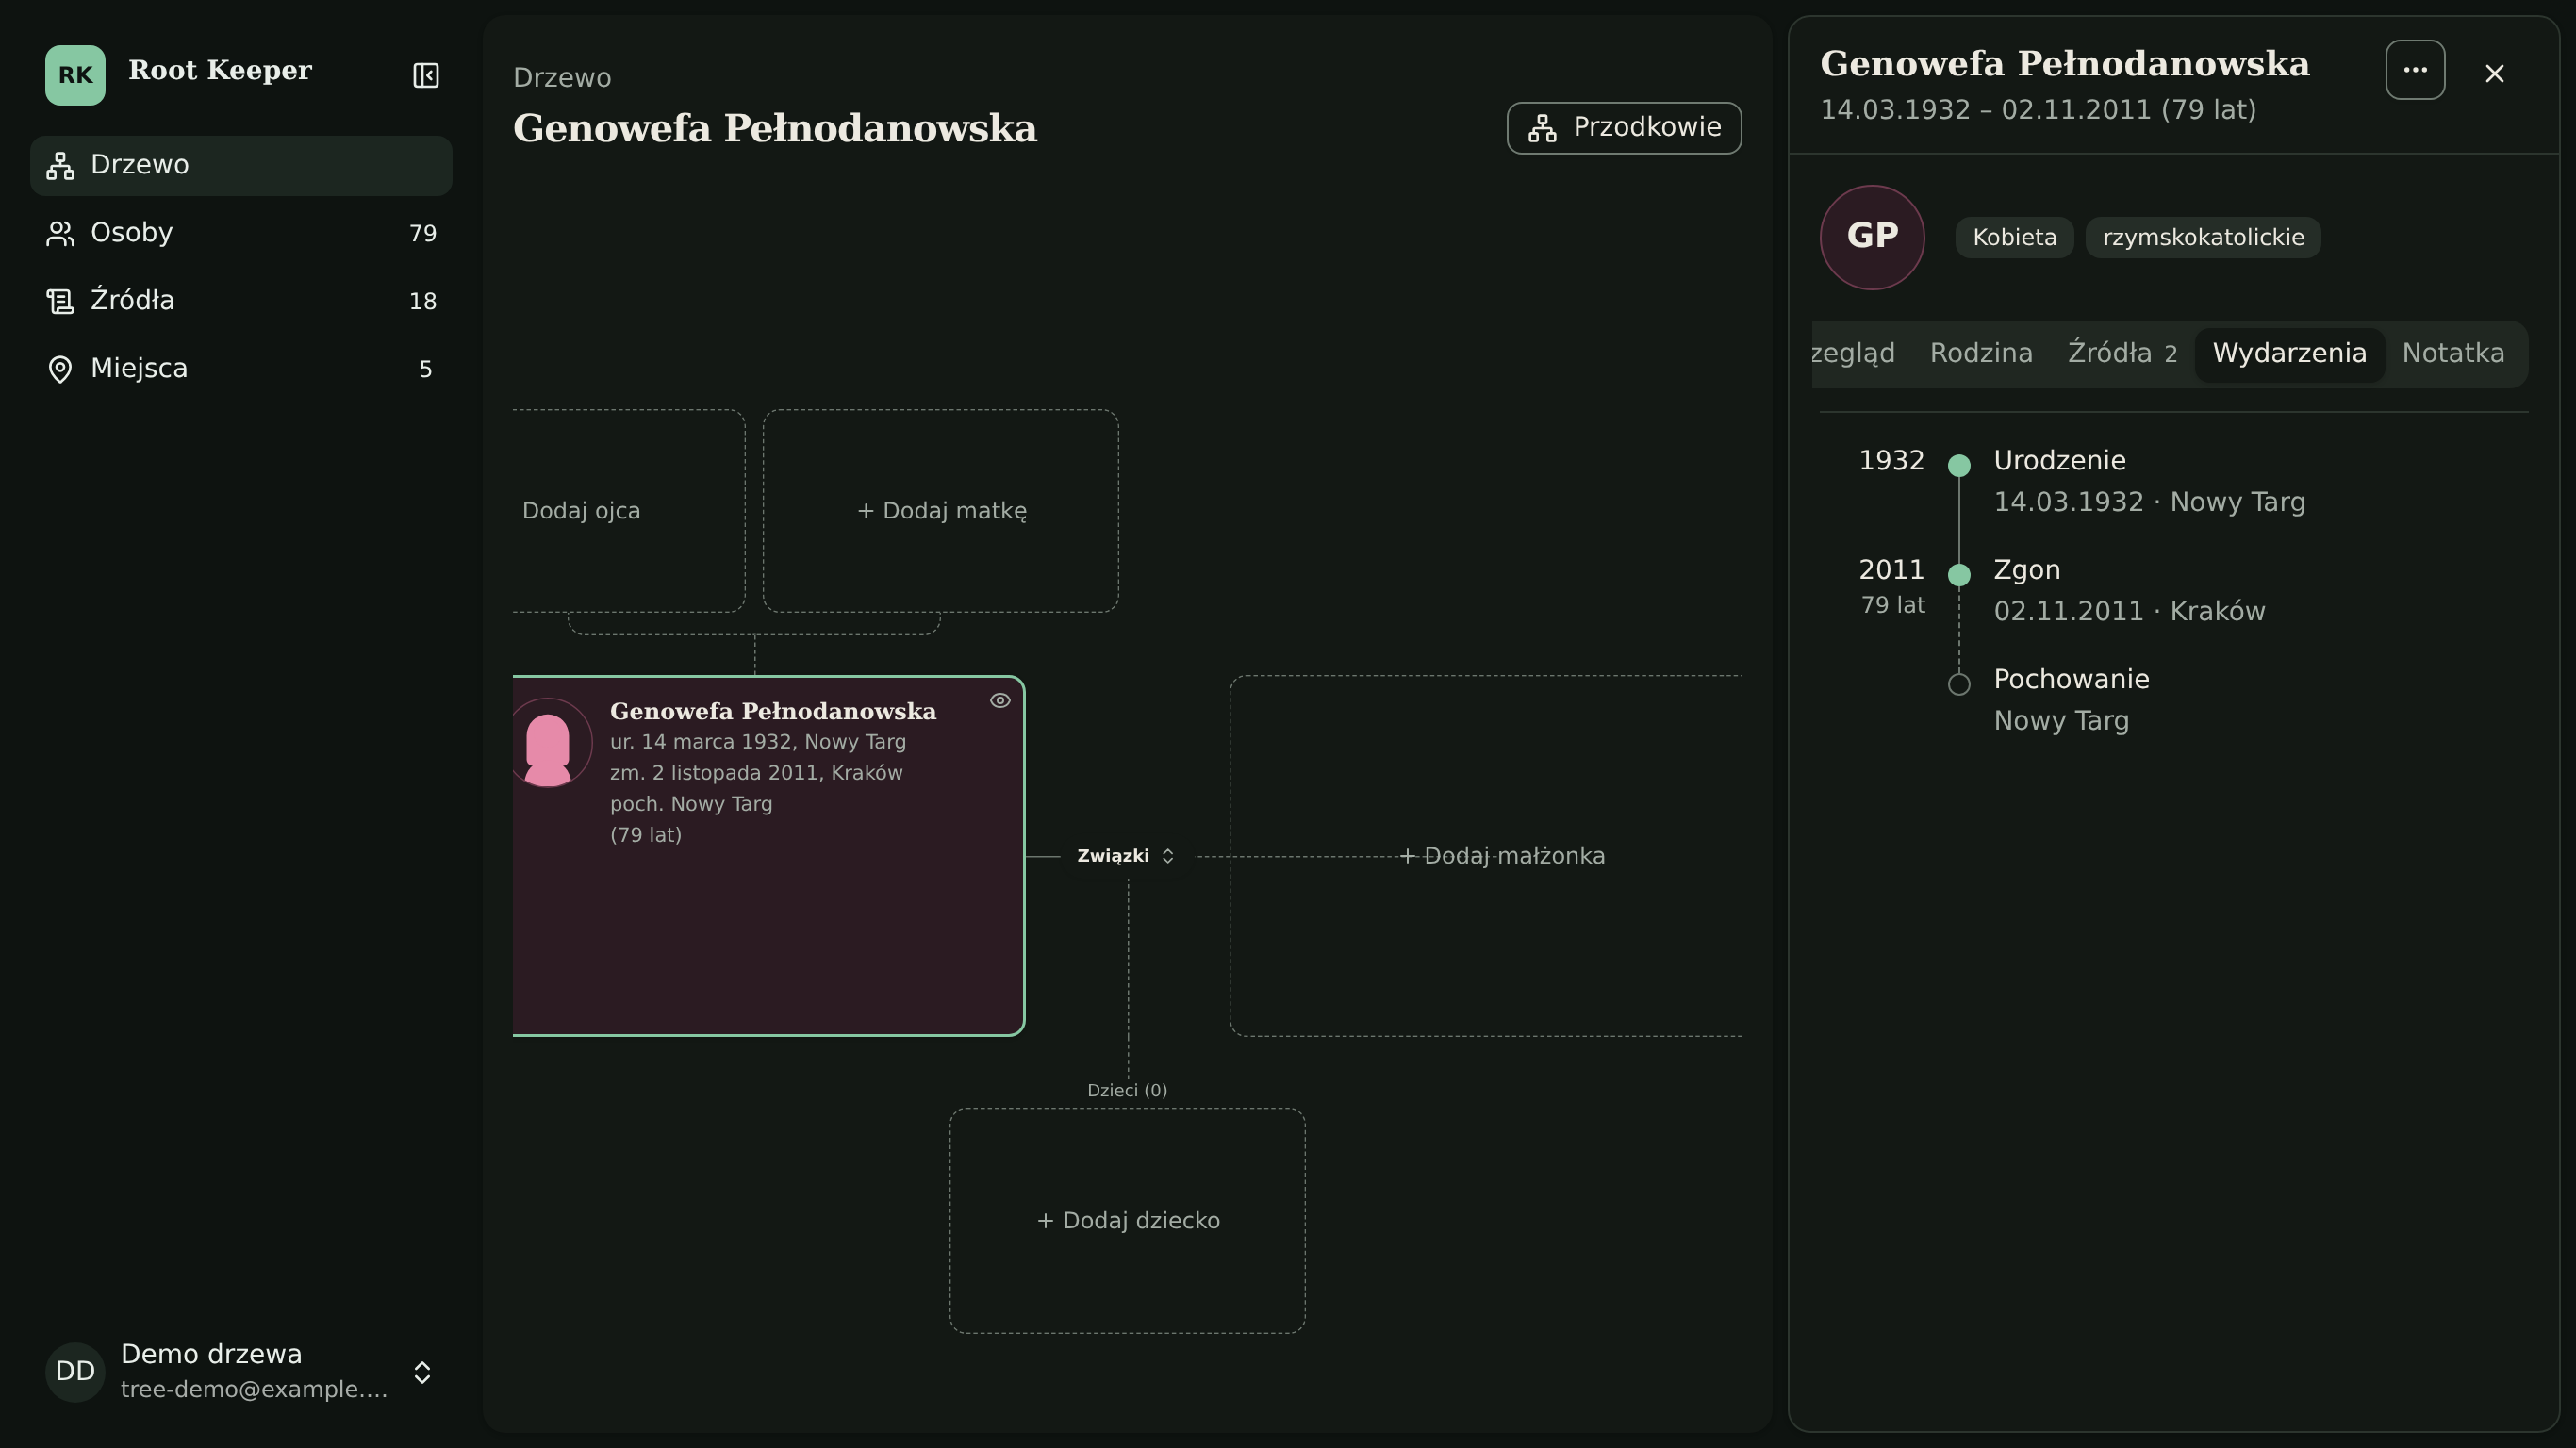 RK
Root Keeper
Drzewo
Osoby 79
Źródła 18
Miejsca 5
DD
Demo drzewa
tree-demo@example....
Drzewo
Genowefa Pełnodanowska
Przodkowie
Dodaj ojca
+ Dodaj matkę
Genowefa Pełnodanowska
ur. 14 marca 1932, Nowy Targ
zm. 2 listopada 2011, Kraków
poch. Nowy Targ
(79 lat)
Związki
+ Dodaj małżonka
Dzieci (0)
+ Dodaj dziecko
Genowefa Pełnodanowska
14.03.1932 – 02.11.2011 (79 lat)
GP
Kobieta
rzymskokatolickie
zegląd Rodzina Źródła 2 Wydarzenia Notatka
1932 Urodzenie
14.03.1932 · Nowy Targ
2011 Zgon
79 lat 02.11.2011 · Kraków
Pochowanie
Nowy Targ